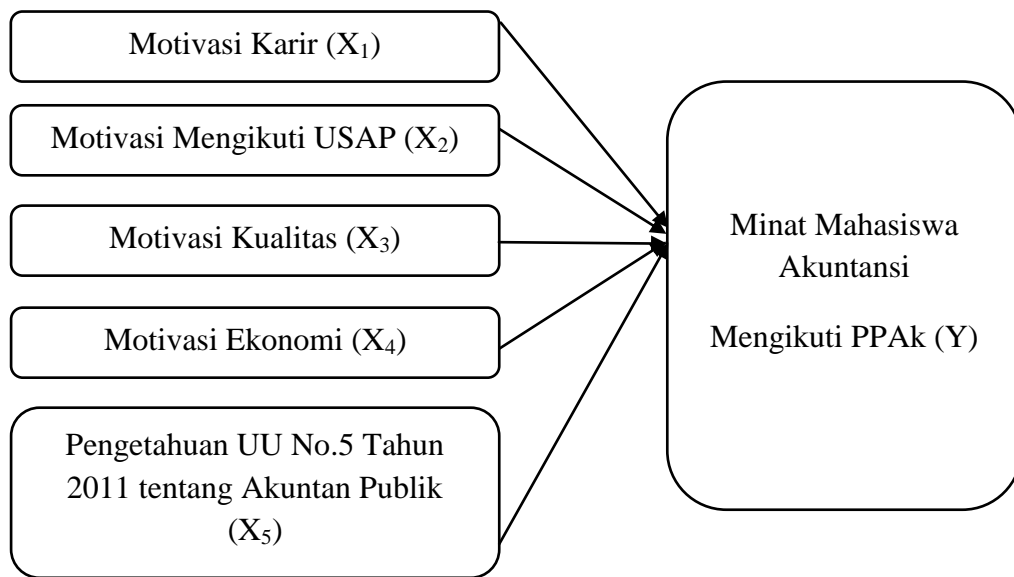 Motivasi Karir (X₁)
Motivasi Mengikuti USAP (X₂)
Motivasi Kualitas (X₃)
Motivasi Ekonomi (X₄)
Pengetahuan UU No.5 Tahun
2011 tentang Akuntan Publik
(X₅)
Minat Mahasiswa
Akuntansi
Mengikuti PPAk (Y)